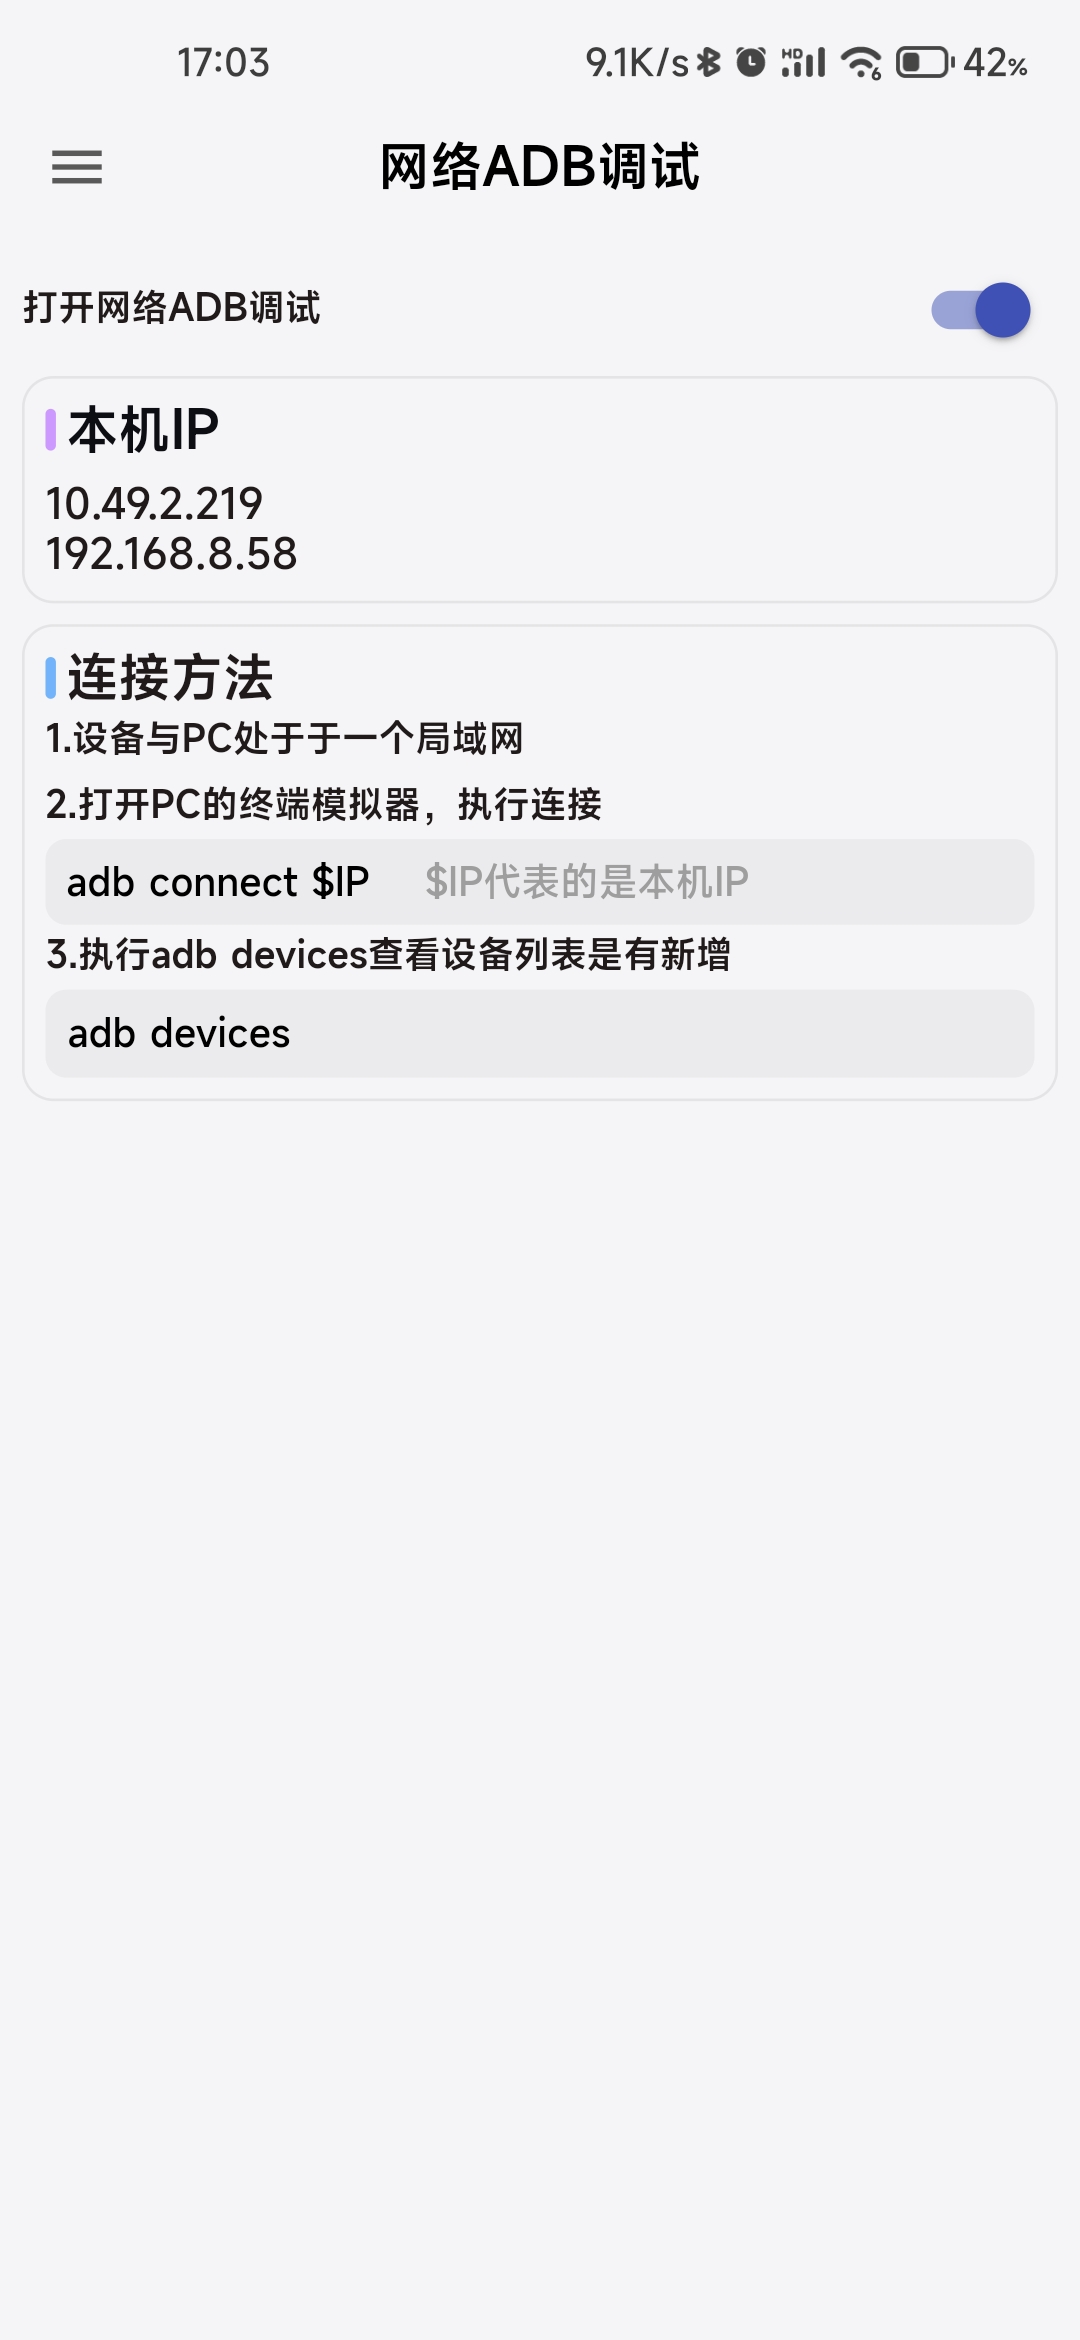 17:03 9.1K/s HD 6 42%
网络ADB调试
打开网络ADB调试
本机IP
10.49.2.219
192.168.8.58
连接方法
1.设备与PC处于于一个局域网
2.打开PC的终端模拟器，执行连接
adb connect $IP $IP代表的是本机IP
3.执行adb devices查看设备列表是有新增
adb devices